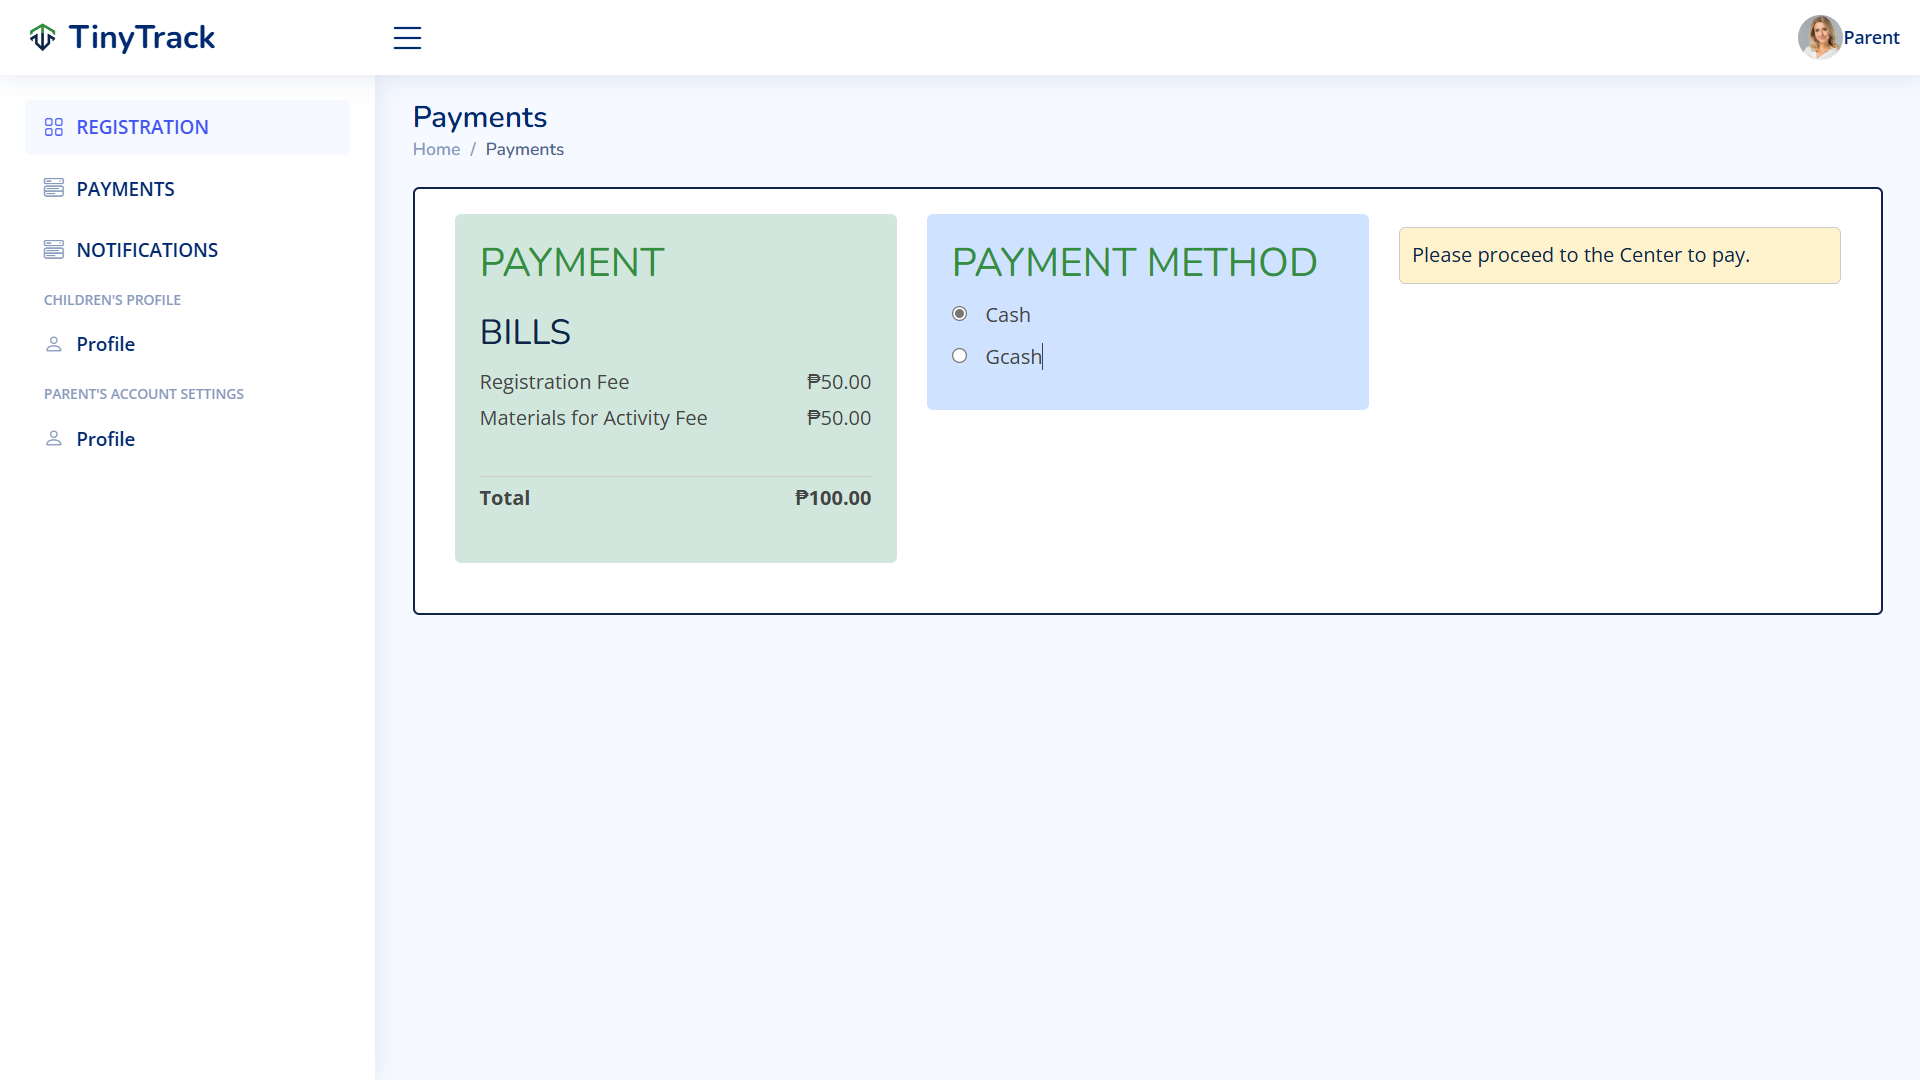 TinyTrack
Parent
REGISTRATION
PAYMENTS
NOTIFICATIONS
CHILDREN'S PROFILE
Profile
PARENT'S ACCOUNT SETTINGS
Profile
Payments
Home / Payments
PAYMENT
BILLS
Registration Fee ₱50.00
Materials for Activity Fee ₱50.00
Total ₱100.00
PAYMENT METHOD
Cash
Gcash
Please proceed to the Center to pay.